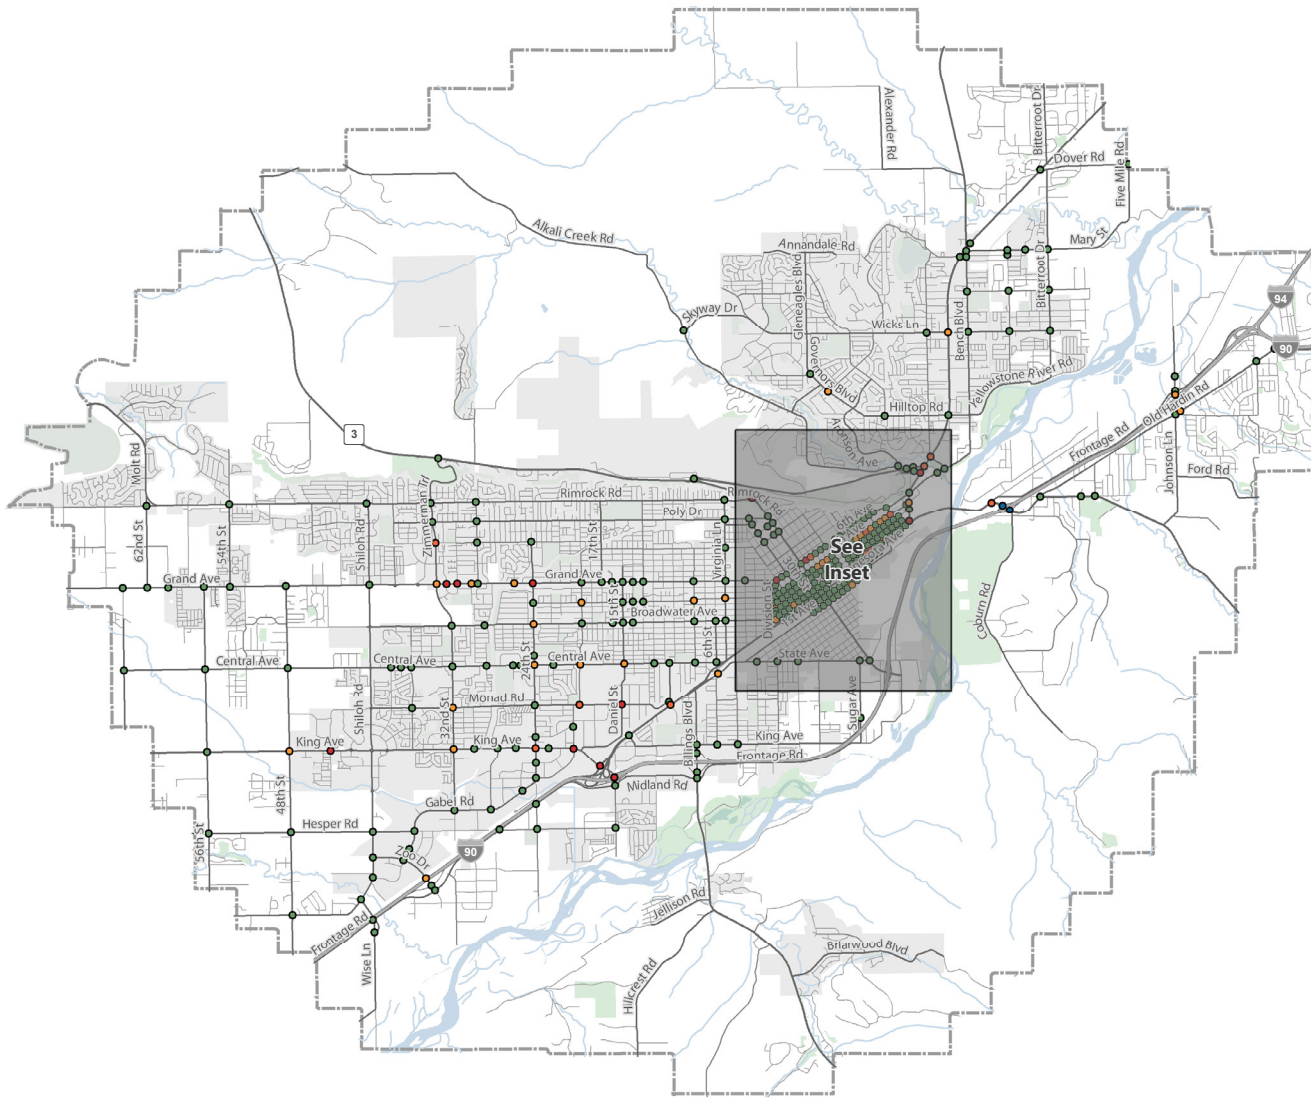 Alexander Rd
Bitterroot Dr
Dover Rd
Five Mile Rd
Alkali Creek Rd
Annandale Rd
Mary St
Gleneagles Blvd
Bitterroot Dr
94
Skyway Dr
Wicks Ln
Bench Blvd
90
Governors Blvd
Yellowstone River Rd
Hilltop Rd
Old Hardin Rd
3
Aronson Ave
Frontage Rd
Molt Rd
Johnson Ln
Ford Rd
Zimmerman Trl
Rimrock Rd
Rimrock Rd
Poly Dr
62nd St
54th St
Shiloh Rd
17th St
Virginia Ln
See
Inset
Grand Ave
Grand Ave
15th St
Broadwater Ave
Division St
Coburn Rd
6th St
State Ave
Central Ave
Central Ave
24th St
Central Ave
Shiloh Rd
Monad Rd
Daniel St
32nd St
Billings Blvd
Sugar Ave
King Ave
King Ave
King Ave
Frontage Rd
48th St
Midland Rd
Gabel Rd
Hesper Rd
56th St
Zoo Dr
90
Jellison Rd
Frontage Rd
Briarwood Blvd
Wise Ln
Hillcrest Rd